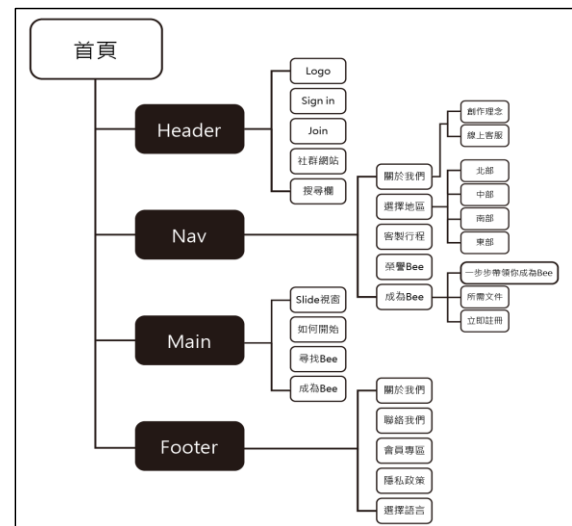 首頁
Header
Logo
Sign in
Join
社群網站
搜尋欄
Nav
關於我們
創作理念
線上客服
選擇地區
北部
中部
南部
東部
客製行程
榮譽Bee
成為Bee
一步步帶領你成為Bee
所需文件
立即註冊
Main
Slide視窗
如何開始
尋找Bee
成為Bee
Footer
關於我們
聯絡我們
會員專區
隱私政策
選擇語言